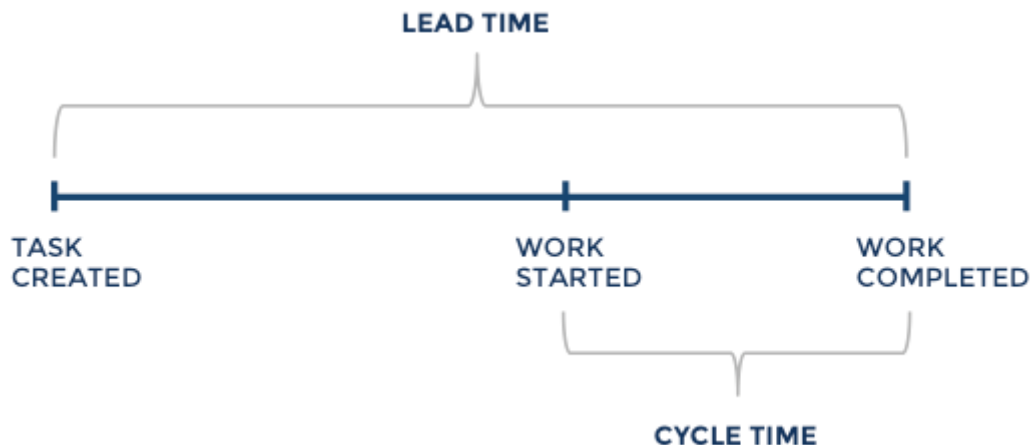 LEAD TIME
TASK
CREATED
WORK
STARTED
WORK
COMPLETED
CYCLE TIME